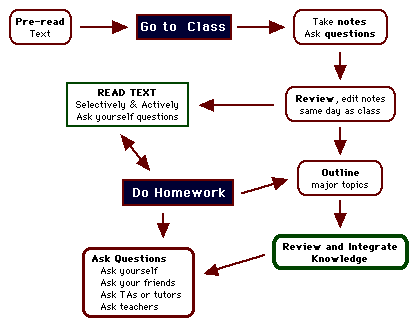 Pre-read
Text
Go to Class
Take notes
Ask questions
READ TEXT
Selectively & Actively
Ask yourself questions
Review, edit notes
same day as class
Do Homework
Outline
major topics
Ask Questions
Ask yourself
Ask your friends
Ask TAs or tutors
Ask teachers
Review and Integrate
Knowledge